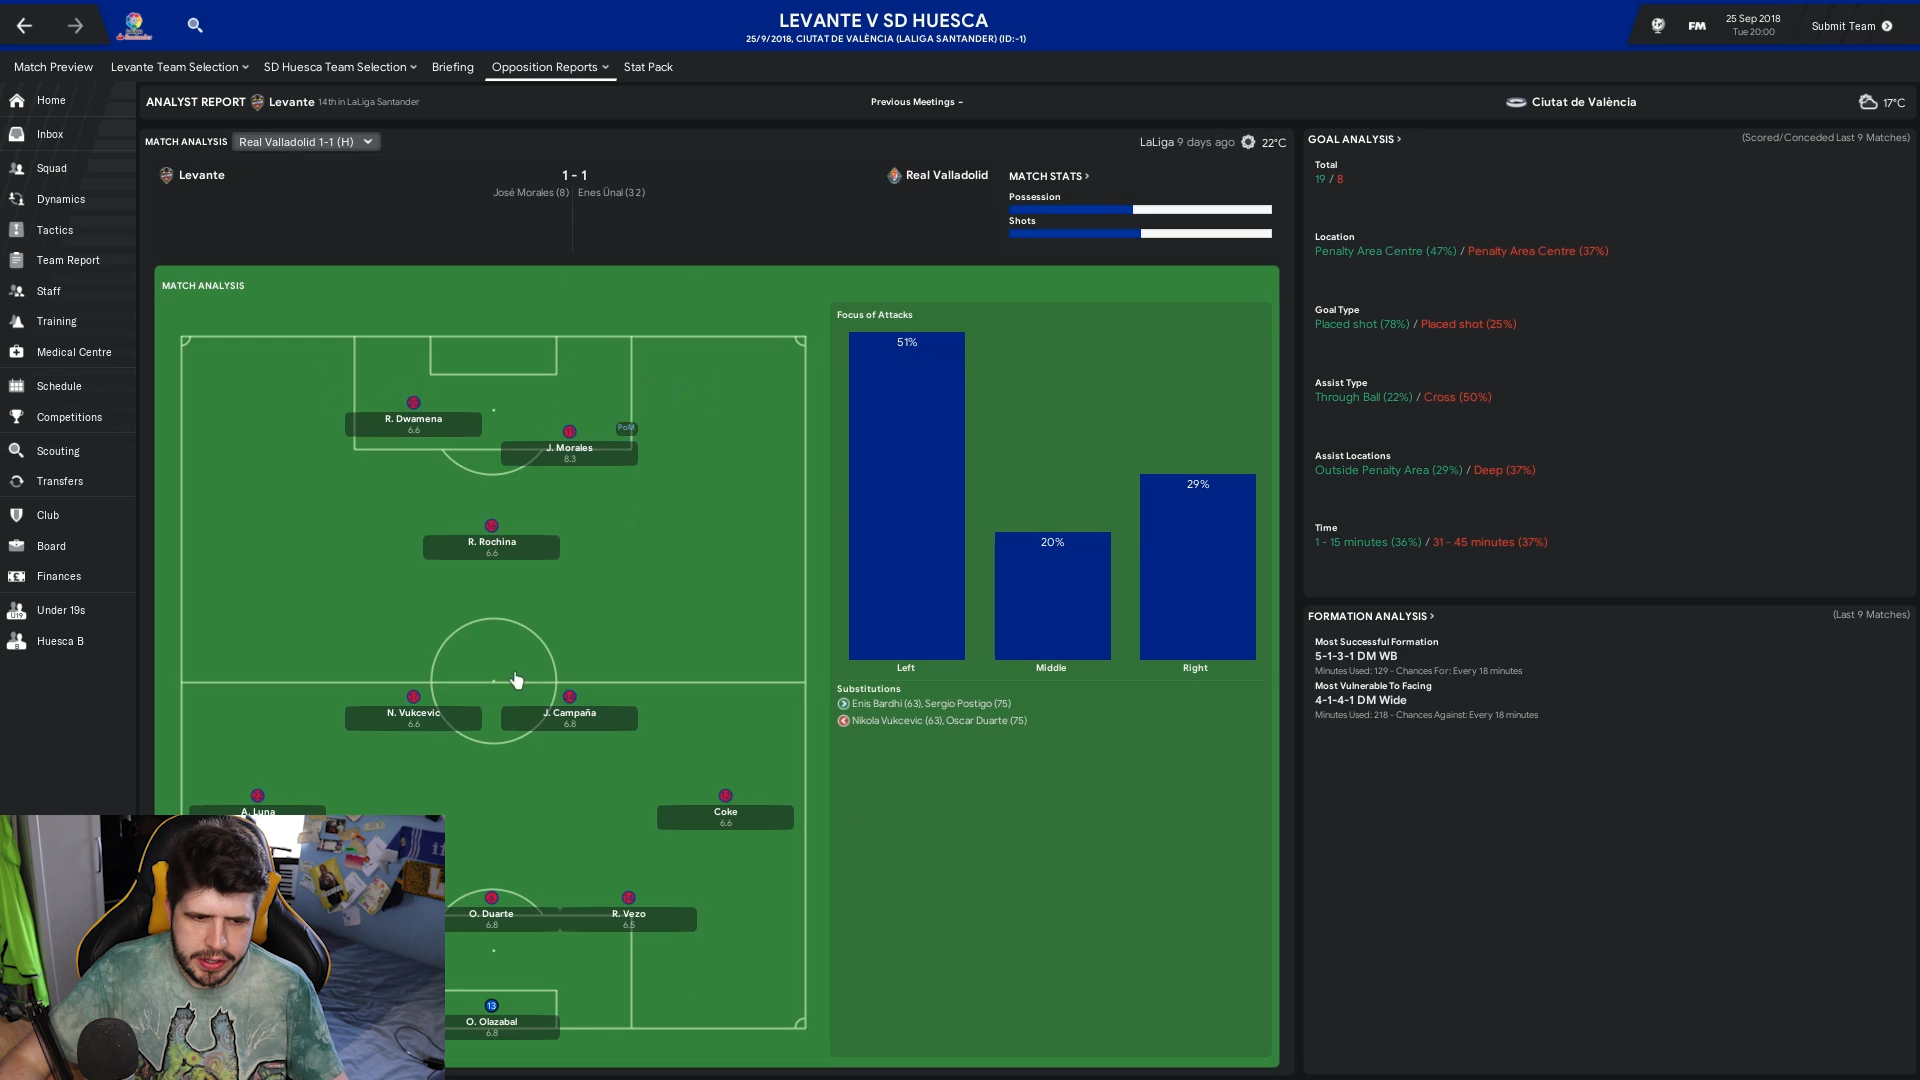 LEVANTE V SD HUESCA
25/9/2018, CIUTAT DE VALÈNCIA (LALIGA SANTANDER) (ID:-1)
FM
25 Sep 2018
Tue 20:00
Submit Team
Match Preview
Levante Team Selection
SD Huesca Team Selection
Briefing
Opposition Reports
Stat Pack
Home
Inbox
Squad
Dynamics
Tactics
Team Report
Staff
Training
Medical Centre
Schedule
Competitions
Scouting
Transfers
Club
Board
Finances
Under 19s
Huesca B
ANALYST REPORT Levante 14th in LaLiga Santander
Previous Meetings -
Ciutat de València
17°C
MATCH ANALYSIS Real Valladolid 1-1 (H)
LaLiga 9 days ago 22°C
Levante
1 - 1
Real Valladolid
José Morales (8) Enes Ünal (32)
MATCH STATS >
Possession
Shots
MATCH ANALYSIS
R. Dwamena
6.6
PoM
11
J. Morales
8.3
16
R. Rochina
6.6
N. Vukcevic
6.6
J. Campaña
6.8
22
A. Luna
12
Coke
6.6
6
O. Duarte
6.8
R. Vezo
6.5
13
O. Olazabal
6.8
Focus of Attacks
51%
20%
29%
Left
Middle
Right
Substitutions
Enis Bardhi (63), Sergio Postigo (75)
Nikola Vukcevic (63), Oscar Duarte (75)
GOAL ANALYSIS >
(Scored/Conceded Last 9 Matches)
Total
19 / 8
Location
Penalty Area Centre (47%) / Penalty Area Centre (37%)
Goal Type
Placed shot (78%) / Placed shot (25%)
Assist Type
Through Ball (22%) / Cross (50%)
Assist Locations
Outside Penalty Area (29%) / Deep (37%)
Time
1 - 15 minutes (36%) / 31 - 45 minutes (37%)
FORMATION ANALYSIS >
(Last 9 Matches)
Most Successful Formation
5-1-3-1 DM WB
Minutes Used: 129 - Chances For: Every 18 minutes
Most Vulnerable To Facing
4-1-4-1 DM Wide
Minutes Used: 218 - Chances Against: Every 18 minutes